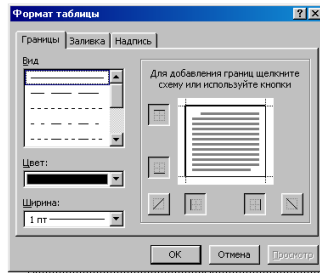 Формат таблицы
Границы Заливка Надпись
Вид
Для добавления границ щелкните
схему или используйте кнопки
Цвет:
Ширина:
1 пт
ОК Отмена Просмотр